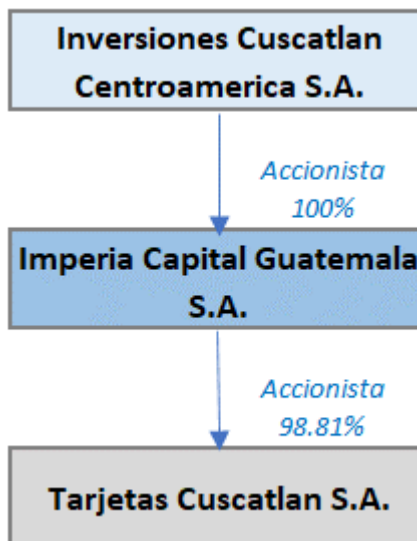 Inversiones Cuscatlan
Centroamerica S.A.
Accionista
100%
Imperia Capital Guatemala
S.A.
Accionista
98.81%
Tarjetas Cuscatlan S.A.